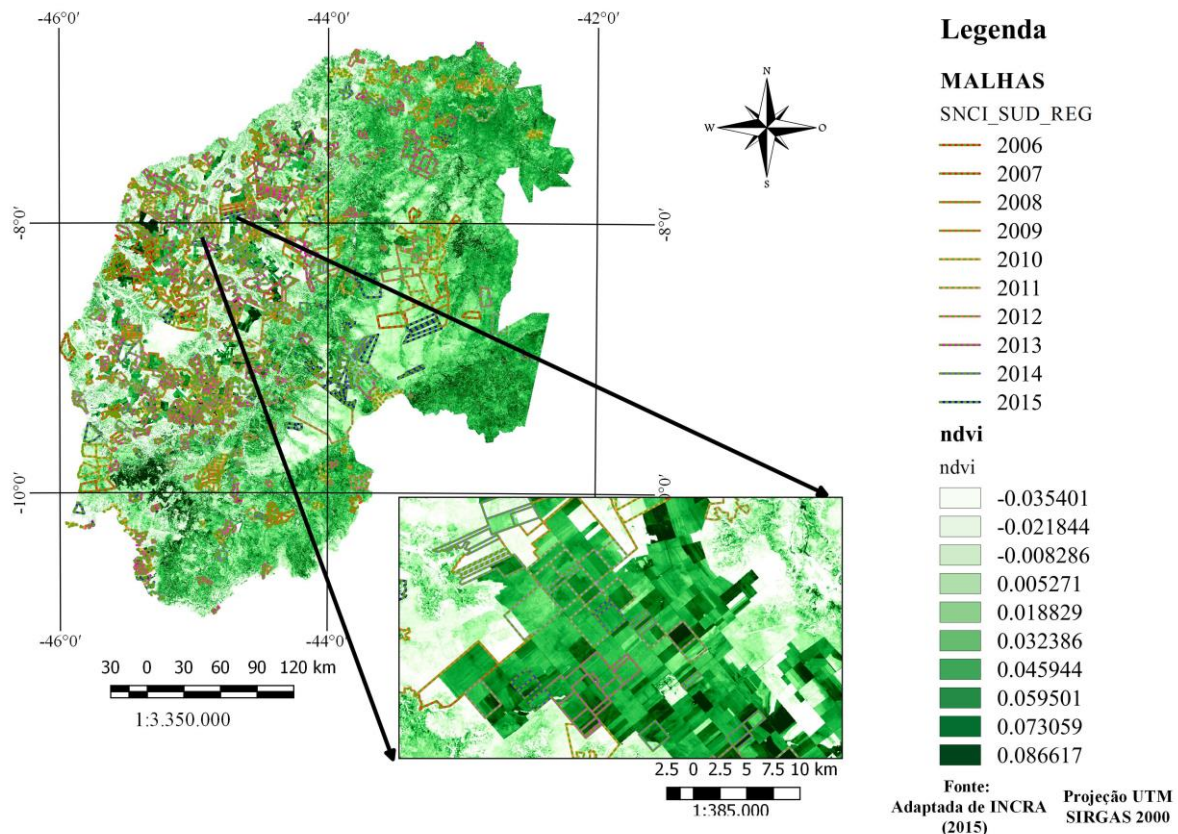 -46°0′
-44°0′
-42°0′
Legenda
MALHAS
SNCI_SUD_REG
2006
2007
2008
2009
2010
2011
2012
2013
2014
2015
ndvi
ndvi
-0.035401
-0.021844
-0.008286
0.005271
0.018829
0.032386
0.045944
0.059501
0.073059
0.086617
Fonte:
Adaptada de INCRA
(2015)
Projeção UTM
SIRGAS 2000
N
W
O
S
-8°0′
-8°0′
-10°0′
0′
-46°0′
-44°0′
30 0 30 60 90 120 km
1:3.350.000
2.5 0 2.5 5 7.5 10 km
1:385.000